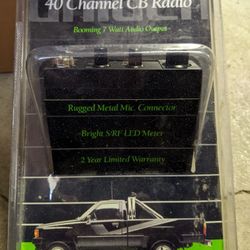 40 Channel CB Radio
Booming 7 Watt Audio Output
Rugged Metal Mic. Connector
Bright S/RF LED Meter
2 Year Limited Warranty